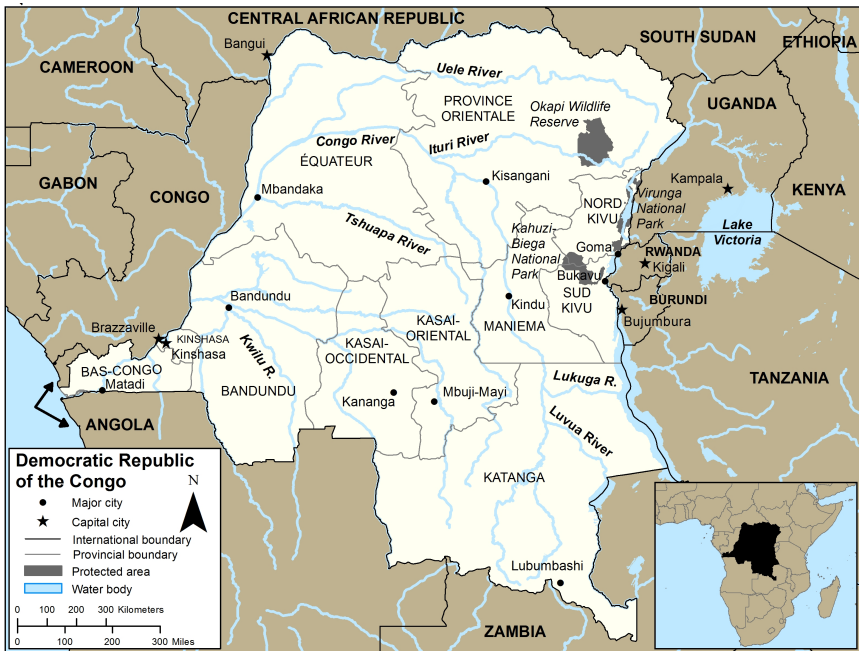 CENTRAL AFRICAN REPUBLIC
SOUTH SUDAN
ETHIOPIA
Bangui
CAMEROON
Uele River
PROVINCE
ORIENTALE
Okapi Wildlife
Reserve
UGANDA
Congo River
Ituri River
ÉQUATEUR
GABON
CONGO
Mbandaka
Kisangani
Kampala
KENYA
NORD
KIVU
Virunga
National
Park
Tshuapa River
Kahuzi-
Biega
National
Park
Goma
Lake
Victoria
RWANDA
Kigali
Bukavu
SUD
KIVU
BURUNDI
Bujumbura
Bandundu
Kindu
MANIEMA
KASAI-
ORIENTAL
KASAI-
OCCIDENTAL
Brazzaville
KINSHASA
Kinshasa
Kwilu R.
BAS-CONGO
Matadi
BANDUNDU
Kananga
Mbuji-Mayi
Lukuga R.
TANZANIA
ANGOLA
Luvua River
KATANGA
Lubumbashi
ZAMBIA
Democratic Republic
of the Congo
N
Major city
Capital city
International boundary
Provincial boundary
Protected area
Water body
0 100 200 300 Kilometers
0 100 200 300 Miles